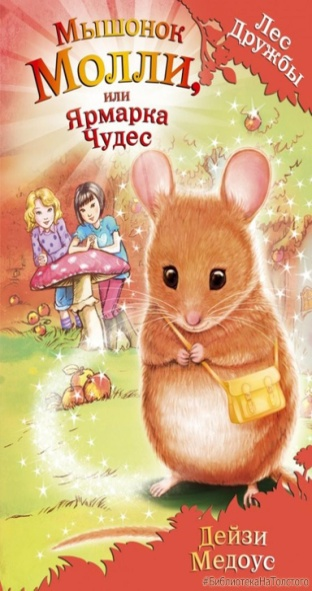 Мышонок
Молли,
или
Ярмарка
Чудес
Лес
Дружбы
Дейзи
Медоус
#БиблиотекаНаТолстого